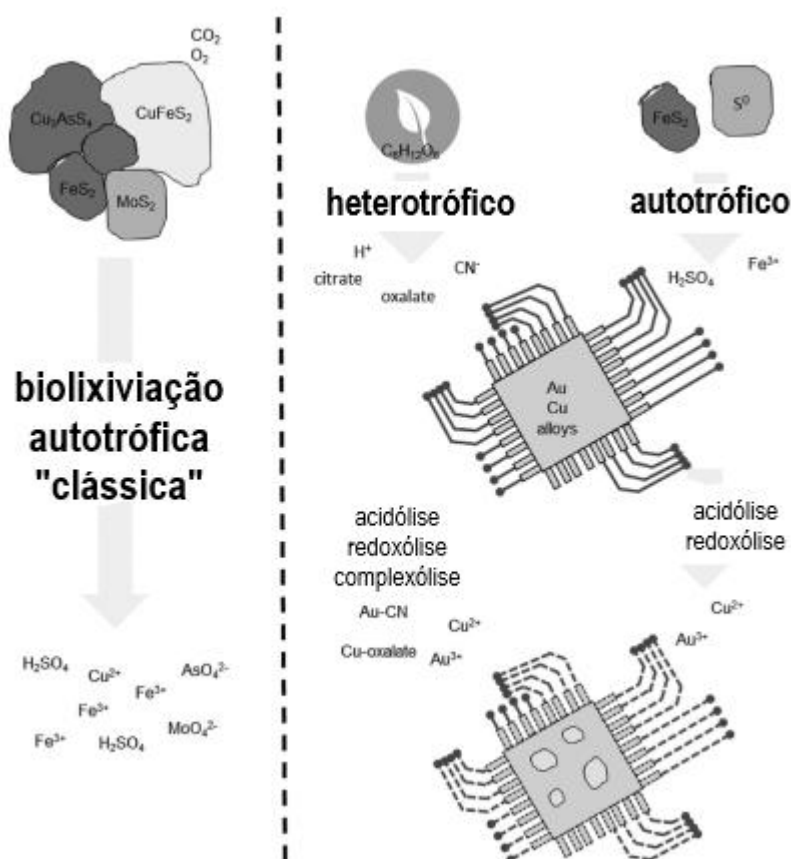 CO₂
O₂
Cu₃AsS₄
CuFeS₂
FeS₂
MoS₂
biolixiviação
autotrófica
"clássica"
H₂SO₄
Cu²⁺
AsO₄²⁻
Fe³⁺
Fe³⁺
Fe³⁺
H₂SO₄
MoO₄²⁻
C₆H₁₂O₆
heterotrófico
H⁺
citrate
CN⁻
oxalate
FeS₂
S⁰
autotrófico
H₂SO₄
Fe³⁺
Au
Cu
alloys
acidólise
redoxólise
complexólise
acidólise
redoxólise
Au-CN
Cu²⁺
Cu-oxalate
Au³⁺
Cu²⁺
Au³⁺